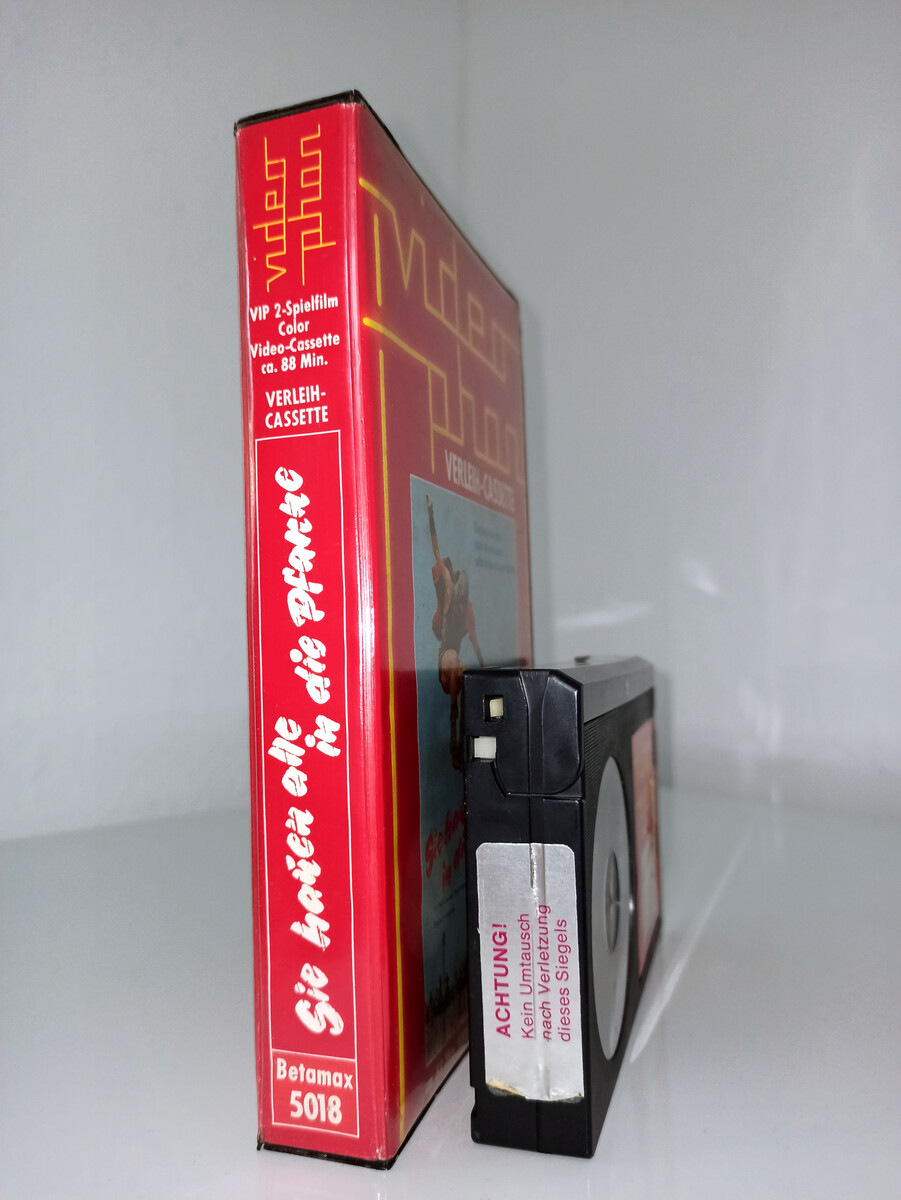 video
phon
VIP 2-Spielfilm
Color
Video-Cassette
ca. 88 Min.
VERLEIH-
CASSETTE
Sie hauen alle
in die Pfanne
Betamax
5018
video
phon
VERLEIH-CASSETTE
ACHTUNG!
Kein Umtausch
nach Verletzung
dieses Siegels